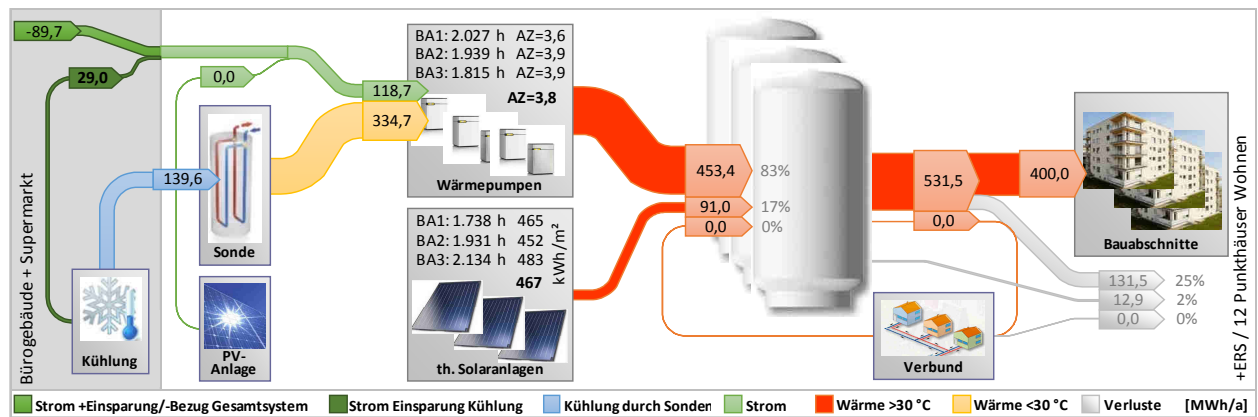 Bürogebäude + Supermarkt
-89,7
29,0
139,6
Kühlung
0,0
Sonde
PV-
Anlage
118,7
334,7
BA1: 2.027 h AZ=3,6
BA2: 1.939 h AZ=3,9
BA3: 1.815 h AZ=3,9
AZ=3,8
Wärmepumpen
BA1: 1.738 h 465
BA2: 1.931 h 452
BA3: 2.134 h 483
467
kWh/m²
th. Solaranlagen
453,4 83%
91,0 17%
0,0 0%
531,5
0,0
400,0
Bauabschnitte
131,5 25%
12,9 2%
0,0 0%
Verbund
+ERS / 12 Punkthäuser Wohnen
Strom +Einsparung/-Bezug Gesamtsystem
Strom Einsparung Kühlung
Kühlung durch Sonden
Strom
Wärme >30 °C
Wärme <30 °C
Verluste
[MWh/a]